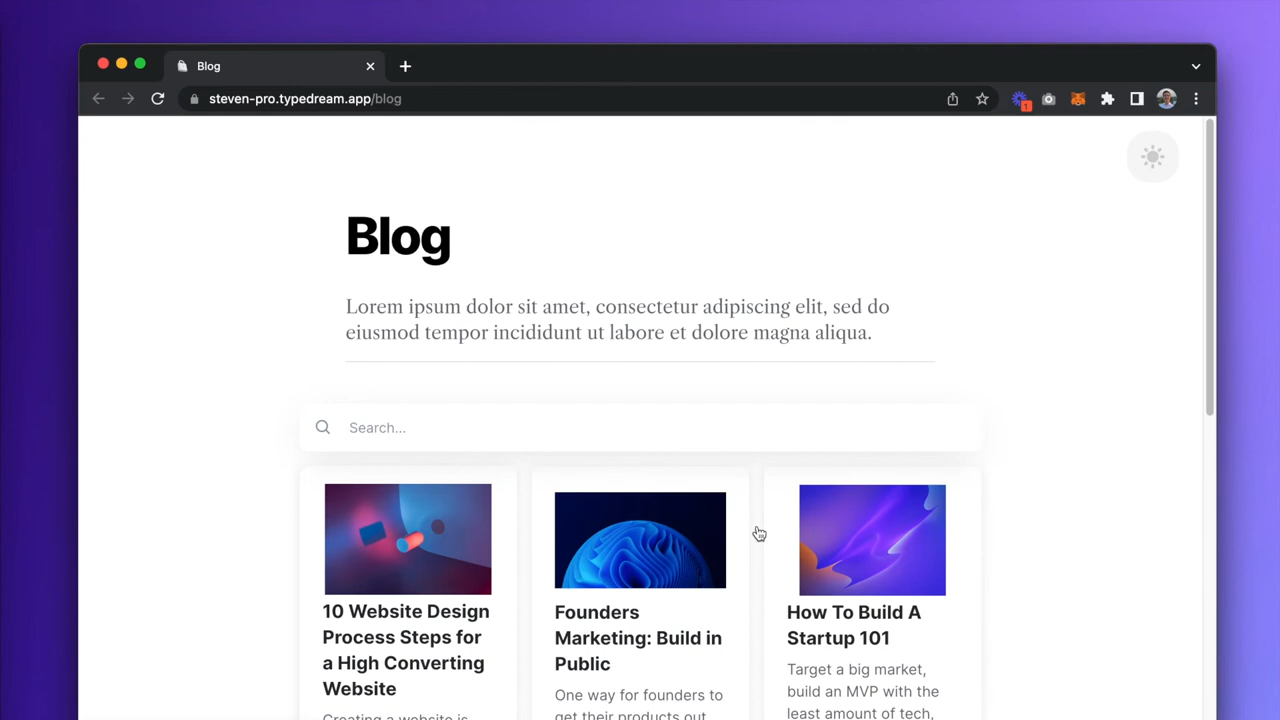 Blog
steven-pro.typedream.app/blog
1
Blog
Lorem ipsum dolor sit amet, consectetur adipiscing elit, sed do
eiusmod tempor incididunt ut labore et dolore magna aliqua.
Search...
10 Website Design
Process Steps for
a High Converting
Website
Creating a website is
Founders
Marketing: Build in
Public
One way for founders to
get their products out
How To Build A
Startup 101
Target a big market,
build an MVP with the
least amount of tech,